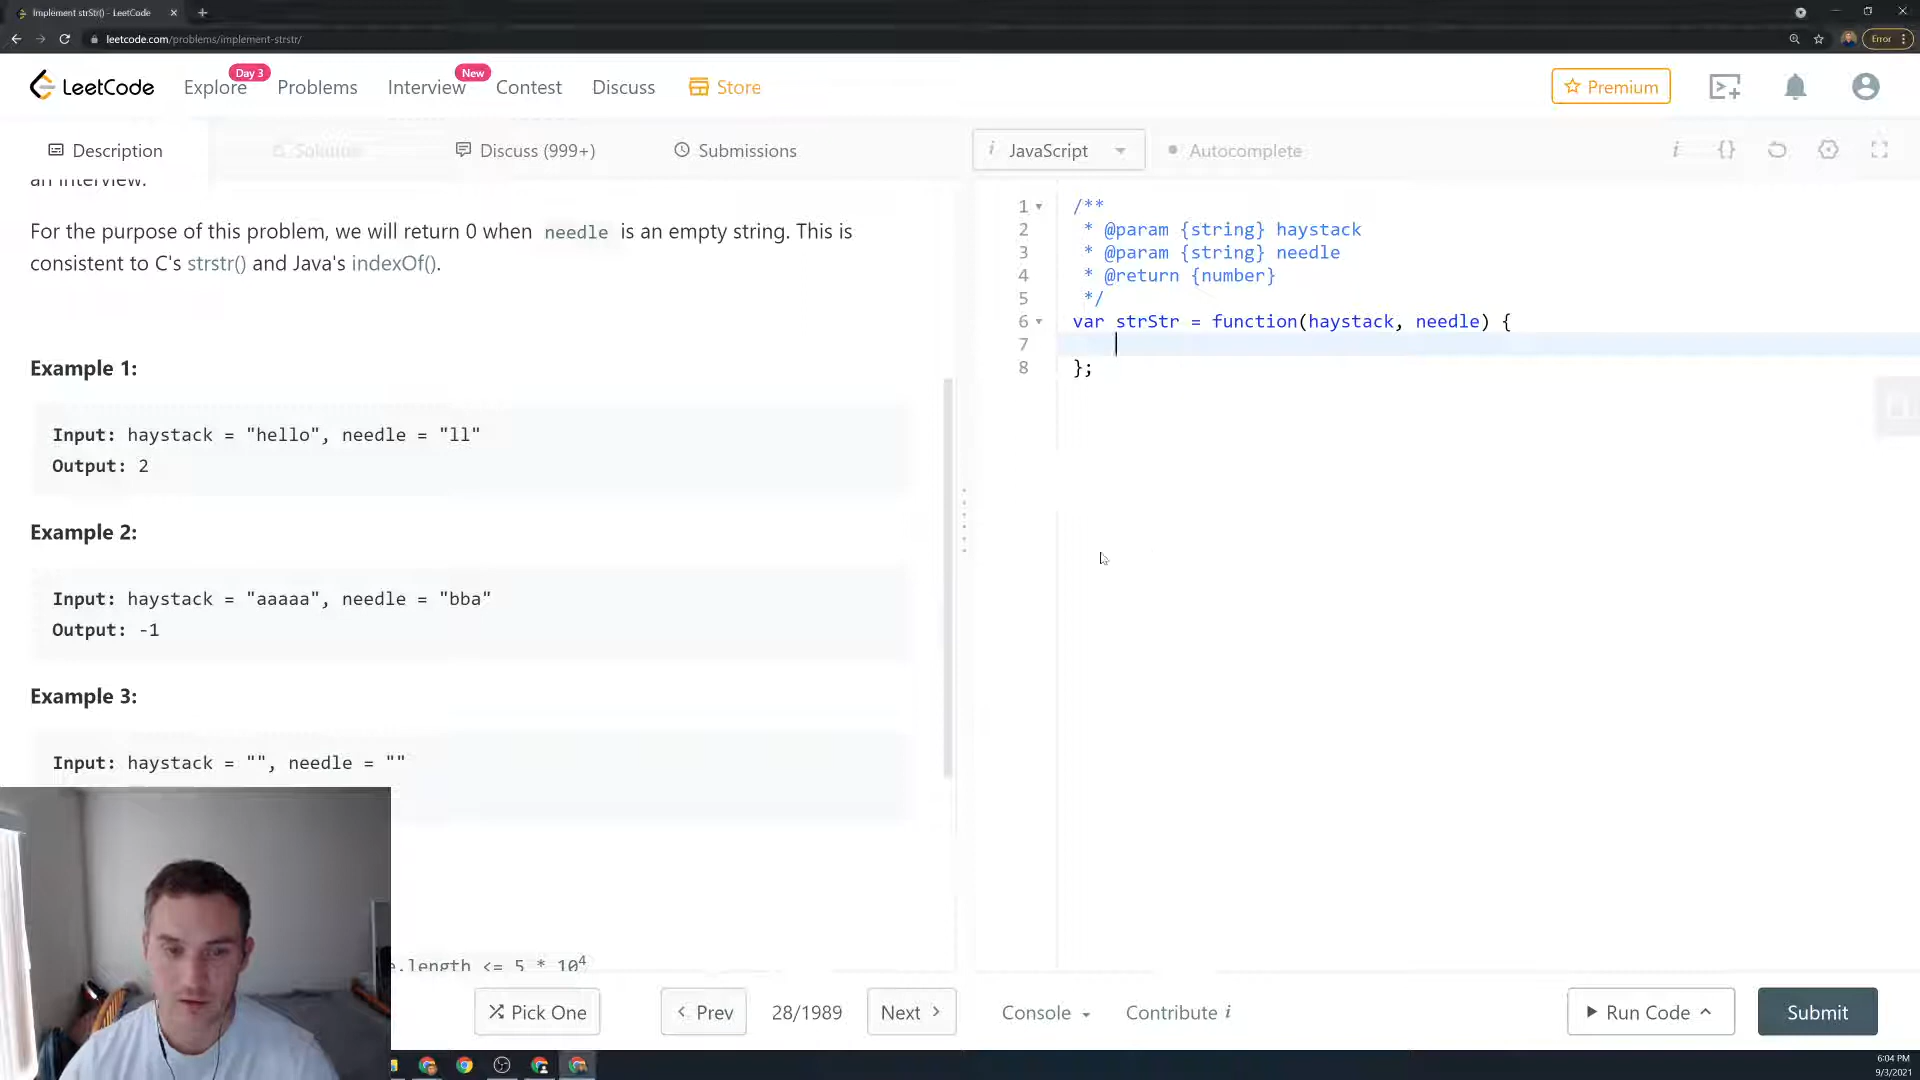 Implement strStr() - LeetCode
leetcode.com/problems/implement-strstr/
Error
LeetCode
Explore
Day 3
Problems
Interview
New
Contest
Discuss
Store
Premium
Description
Solution
Discuss (999+)
Submissions
i JavaScript
Autocomplete
i {}
an interview.
For the purpose of this problem, we will return 0 when needle is an empty string. This is
consistent to C's strstr() and Java's indexOf().
Example 1:
Input: haystack = "hello", needle = "ll"
Output: 2
Example 2:
Input: haystack = "aaaaa", needle = "bba"
Output: -1
Example 3:
Input: haystack = "", needle = ""
.length <= 5 * 10⁴
1 /**
2 * @param {string} haystack
3 * @param {string} needle
4 * @return {number}
5 */
6 var strStr = function(haystack, needle) {
7
8 };
Pick One
Prev
28/1989
Next
Console
Contribute i
Run Code
Submit
6:04 PM
9/3/2021